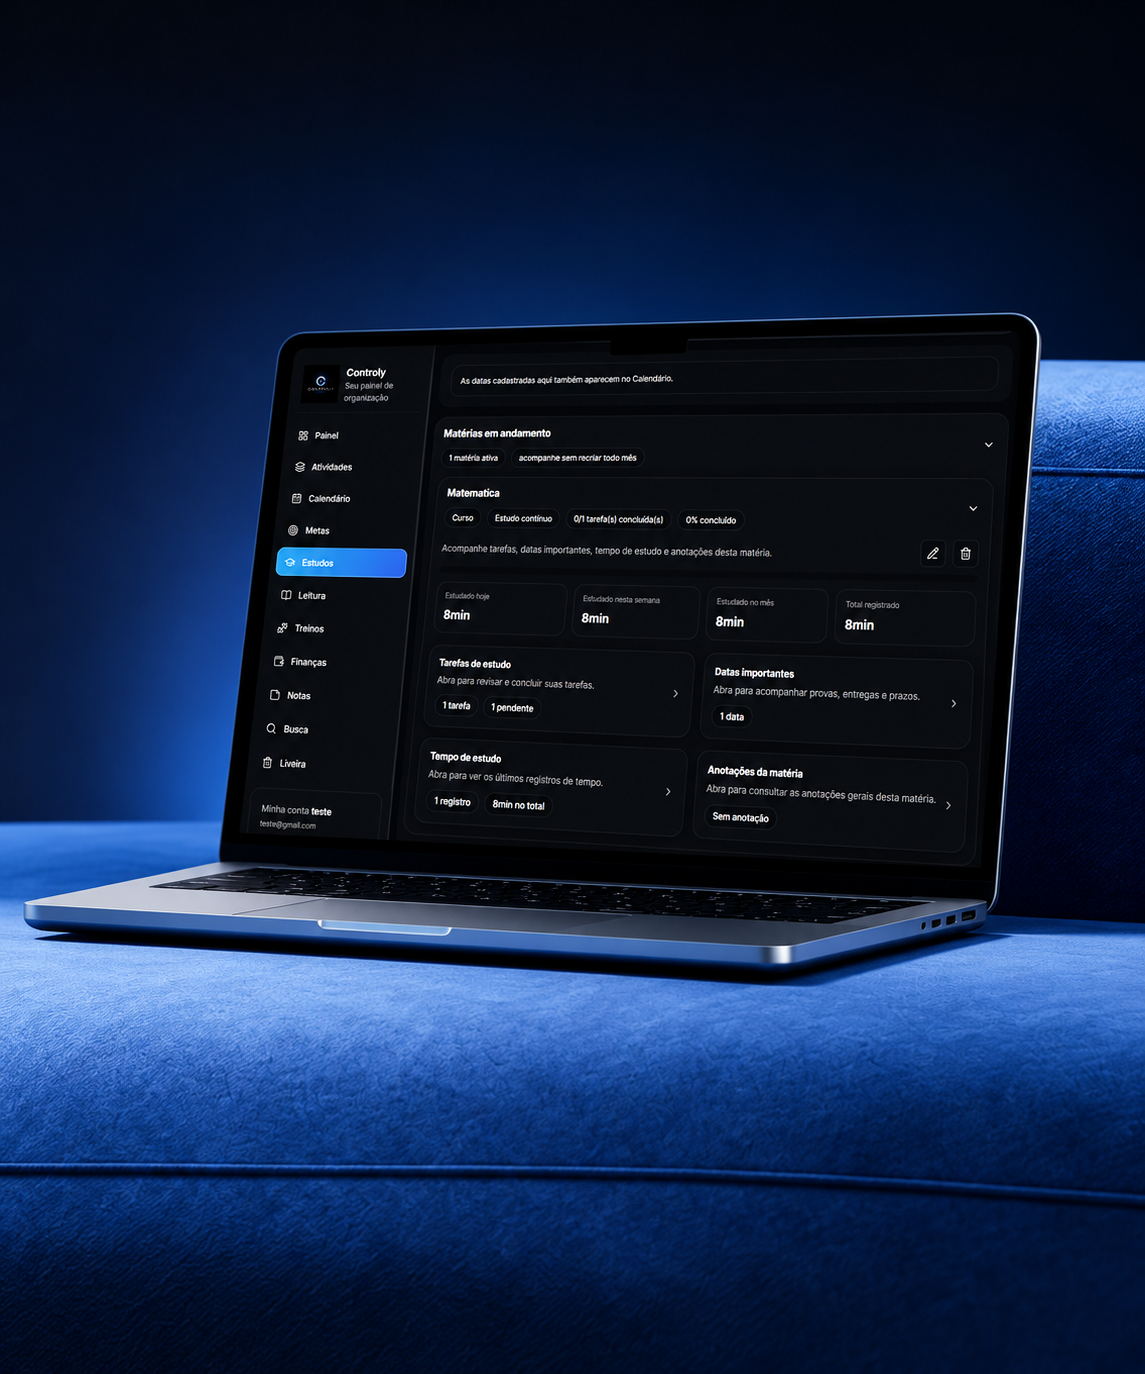 Controly
Seu painel de
organização
Painel
Atividades
Calendário
Metas
Estudos
Leitura
Treinos
Finanças
Notas
Busca
Liveira
Minha conta teste
teste@gmail.com
As datas cadastradas aqui também aparecem no Calendário.
Matérias em andamento
1 matéria ativa
acompanhe sem recriar todo mês
Matematica
Curso
Estudo contínuo
0/1 tarefa(s) concluída(s)
0% concluído
Acompanhe tarefas, datas importantes, tempo de estudo e anotações desta matéria.
Estudado hoje
8min
Estudado nesta semana
8min
Estudado no mês
8min
Total registrado
8min
Tarefas de estudo
Abra para revisar e concluir suas tarefas.
1 tarefa
1 pendente
Datas importantes
Abra para acompanhar provas, entregas e prazos.
1 data
Tempo de estudo
Abra para ver os últimos registros de tempo.
1 registro
8min no total
Anotações da matéria
Abra para consultar as anotações gerais desta matéria.
Sem anotação